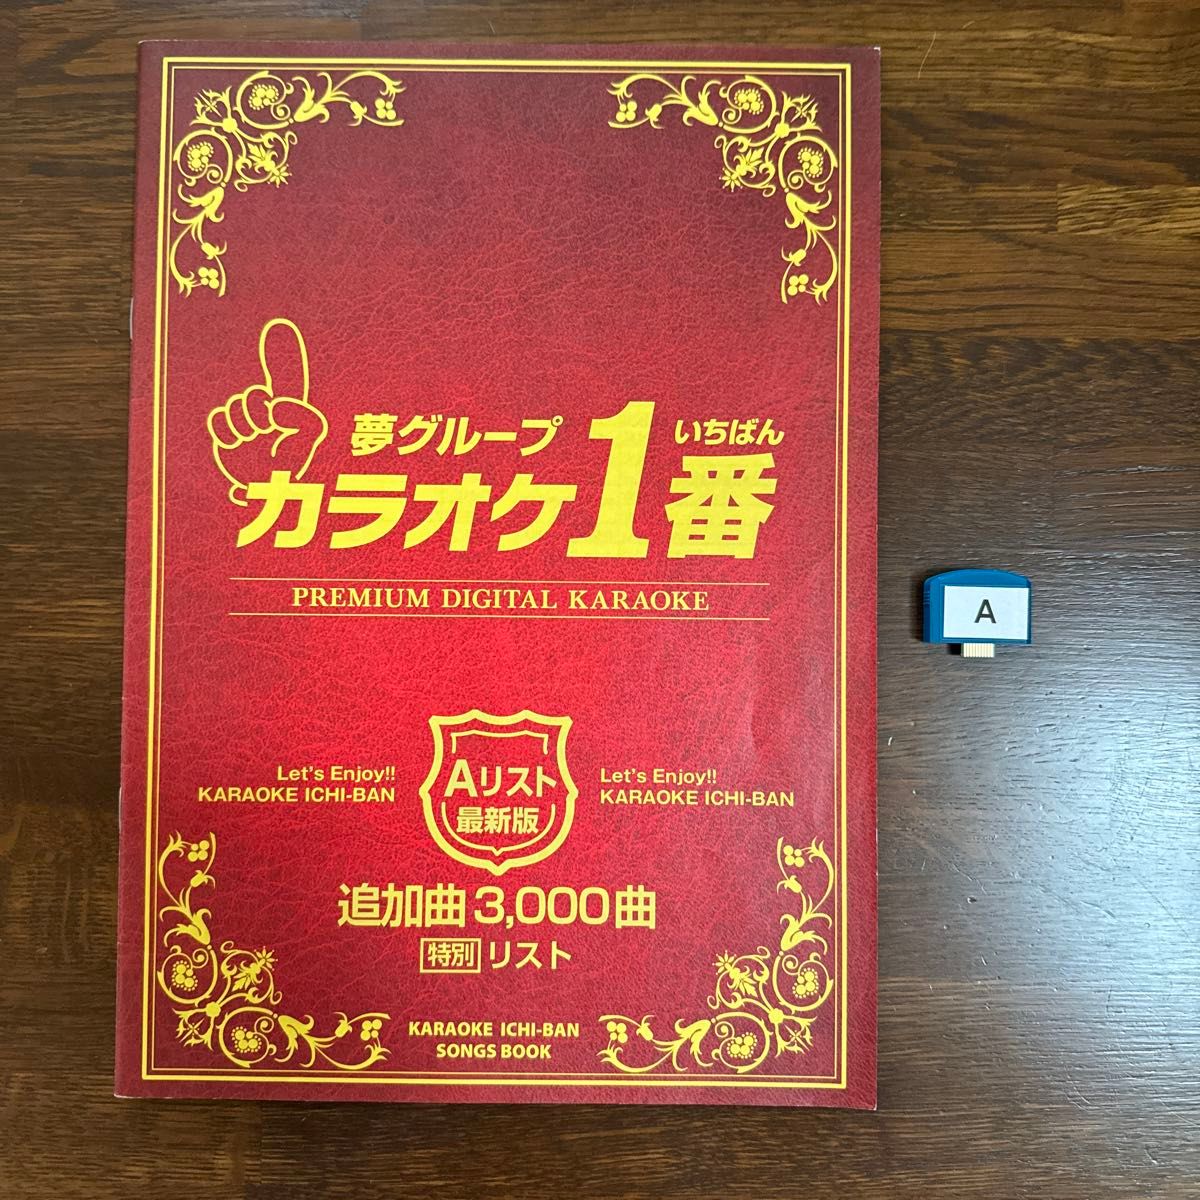 夢グループ
いちばん
カラオケ1番
PREMIUM DIGITAL KARAOKE
Let's Enjoy!!
KARAOKE ICHI-BAN
Aリスト
最新版
Let's Enjoy!!
KARAOKE ICHI-BAN
追加曲3,000曲
特別 リスト
KARAOKE ICHI-BAN
SONGS BOOK
A